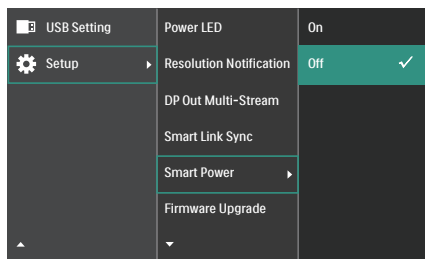 USB Setting
Setup
Power LED
Resolution Notification
DP Out Multi-Stream
Smart Link Sync
Smart Power
Firmware Upgrade
On
Off